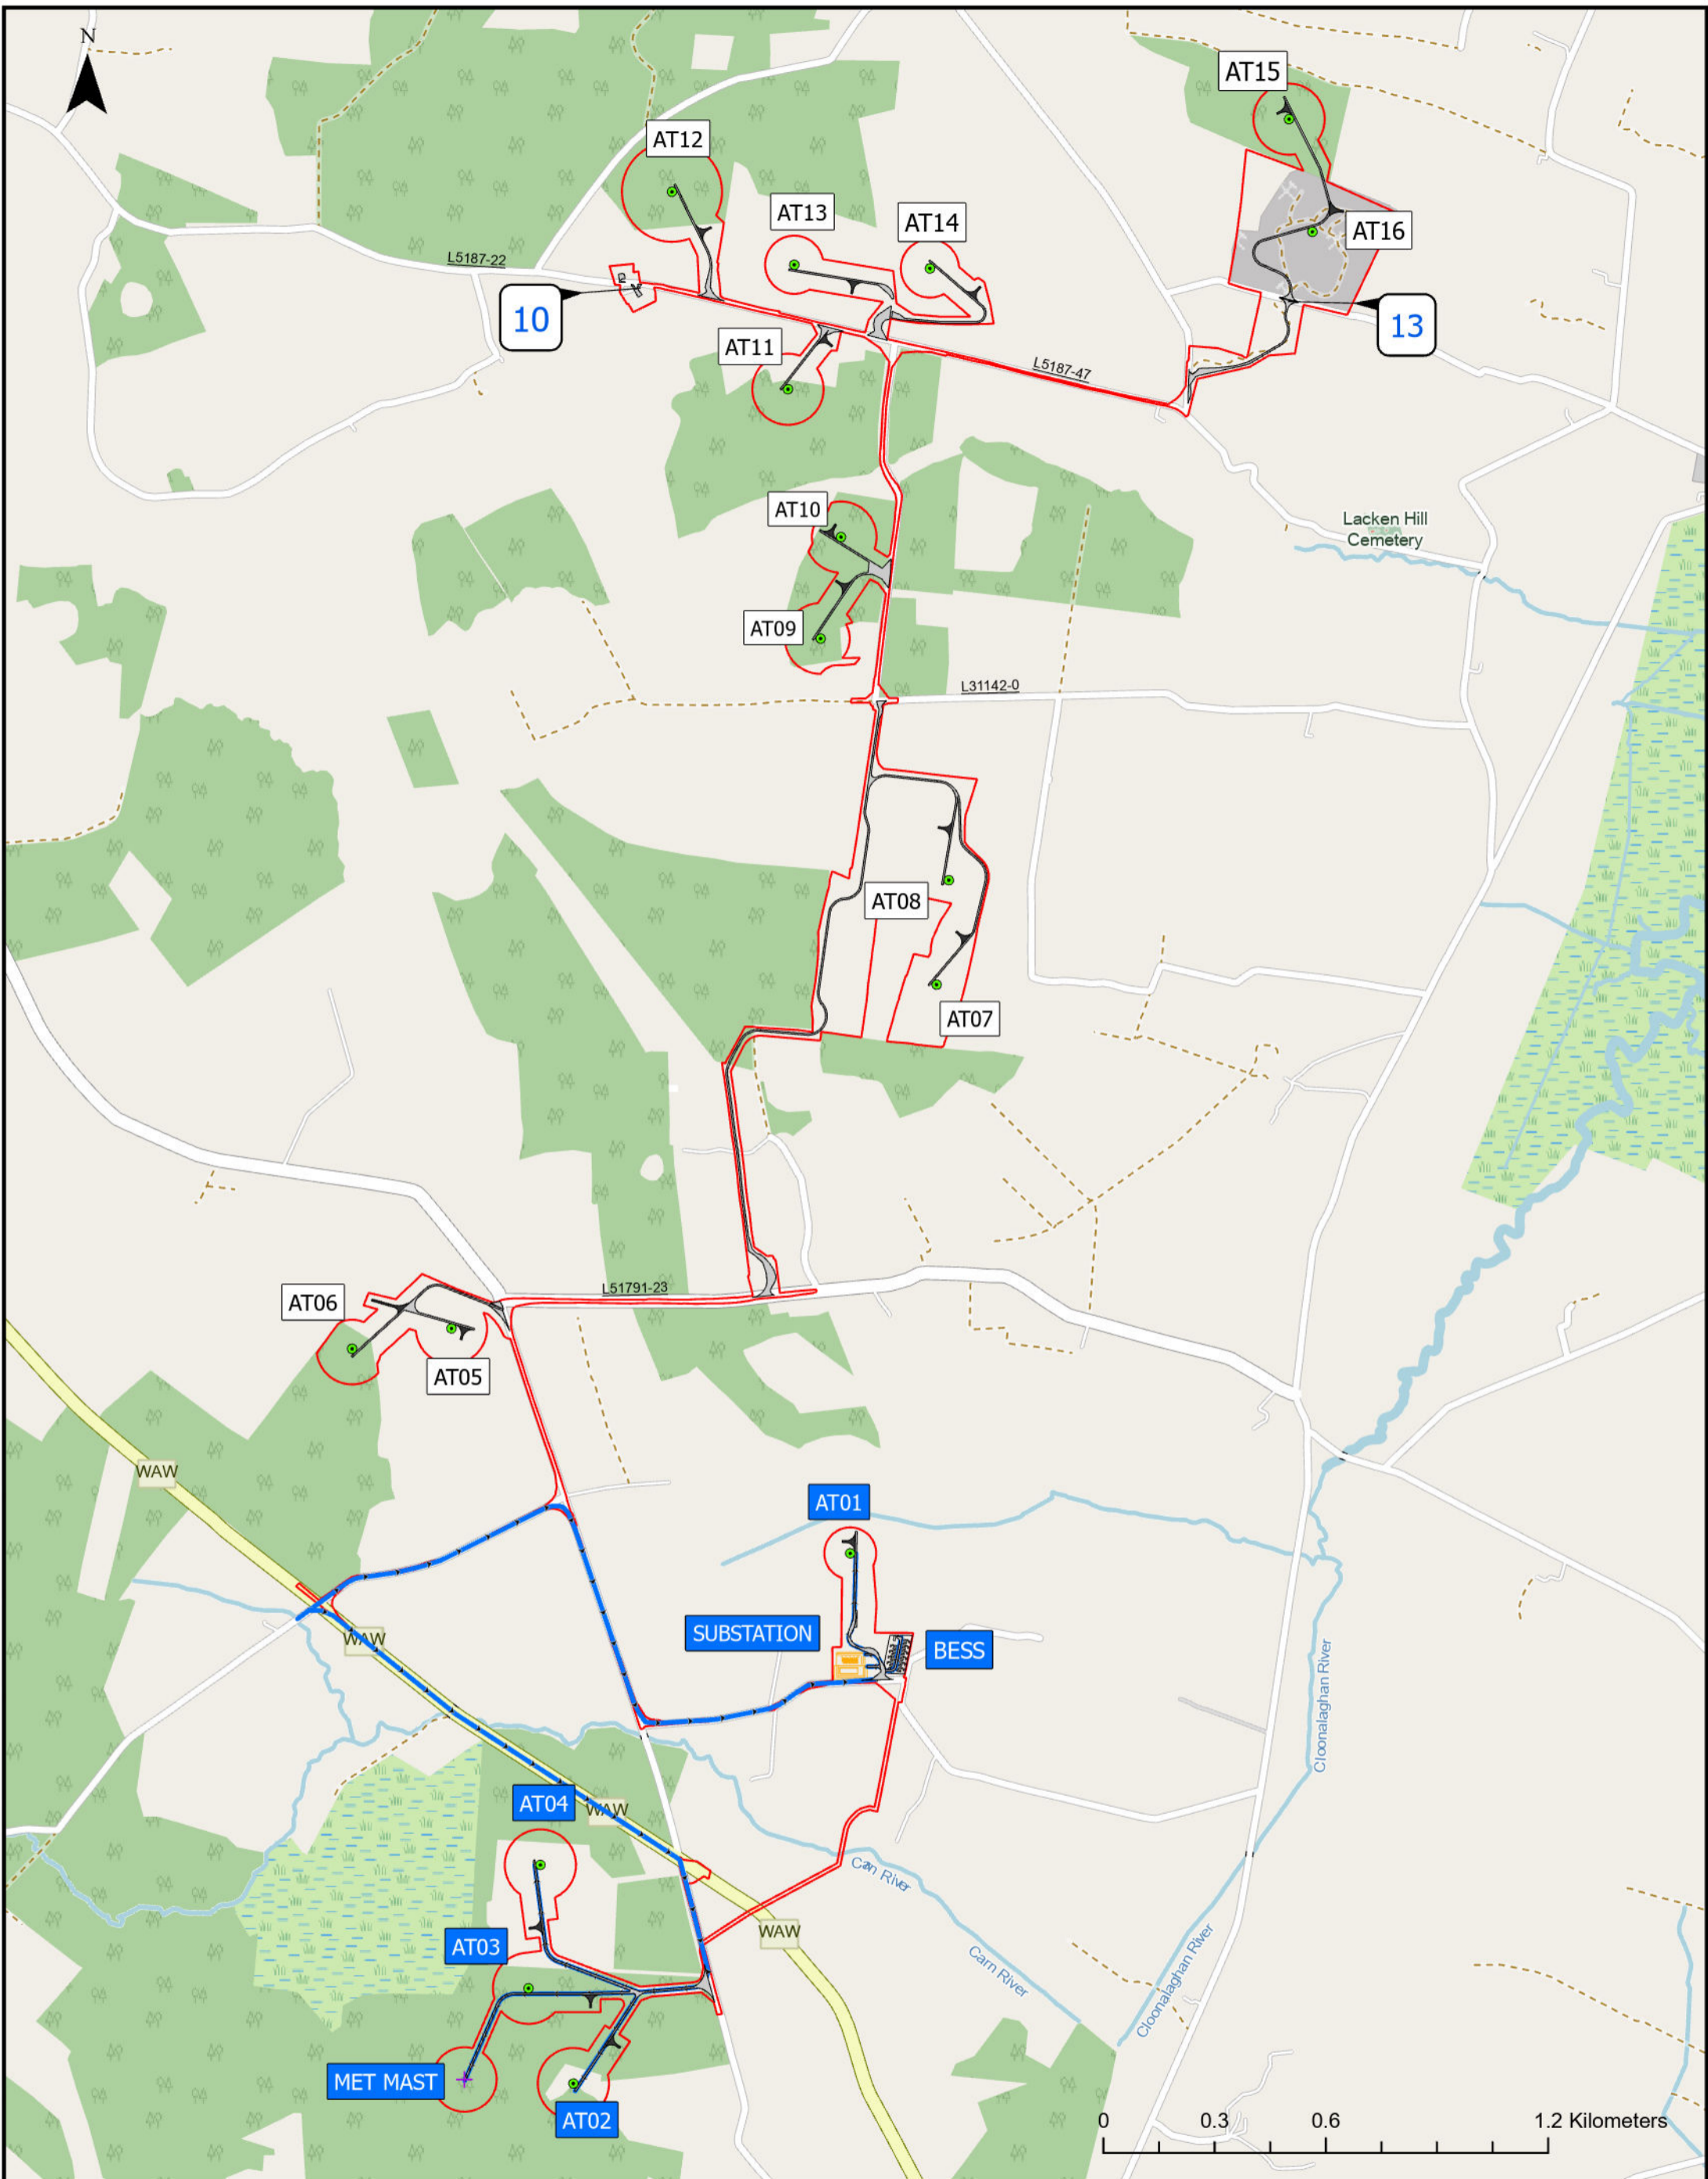 N
AT15
AT12
AT13
AT14
AT16
L5187-22
10
13
AT11
L5187-47
AT10
Lacken Hill
Cemetery
AT09
L31142-0
AT08
AT07
AT06
L51791-23
AT05
WAW
AT01
SUBSTATION
BESS
WAW
Cloonalaghan River
AT04
WAW
River
WAW
AT03
Carn River
Cloonalaghan River
MET MAST
AT02
0 0.3 0.6 1.2 Kilometers